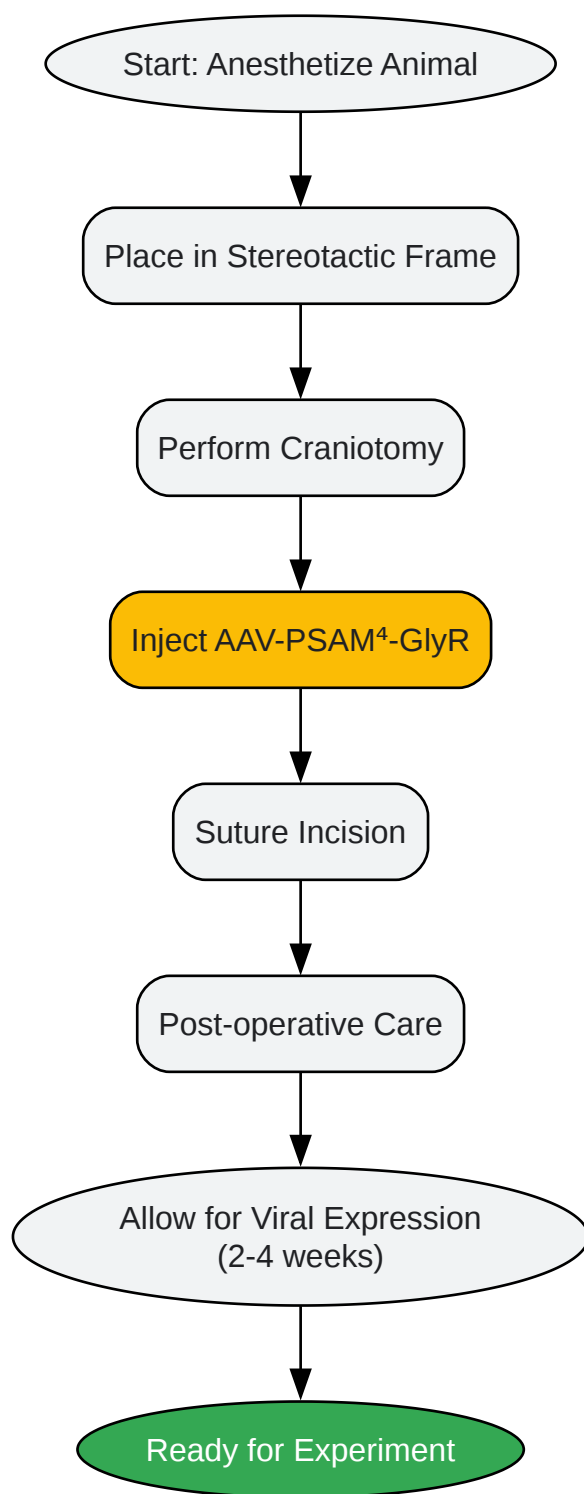 Start: Anesthetize Animal
Place in Stereotactic Frame
Perform Craniotomy
Inject AAV-PSAM⁴-GlyR
Suture Incision
Post-operative Care
Allow for Viral Expression
(2-4 weeks)
Ready for Experiment